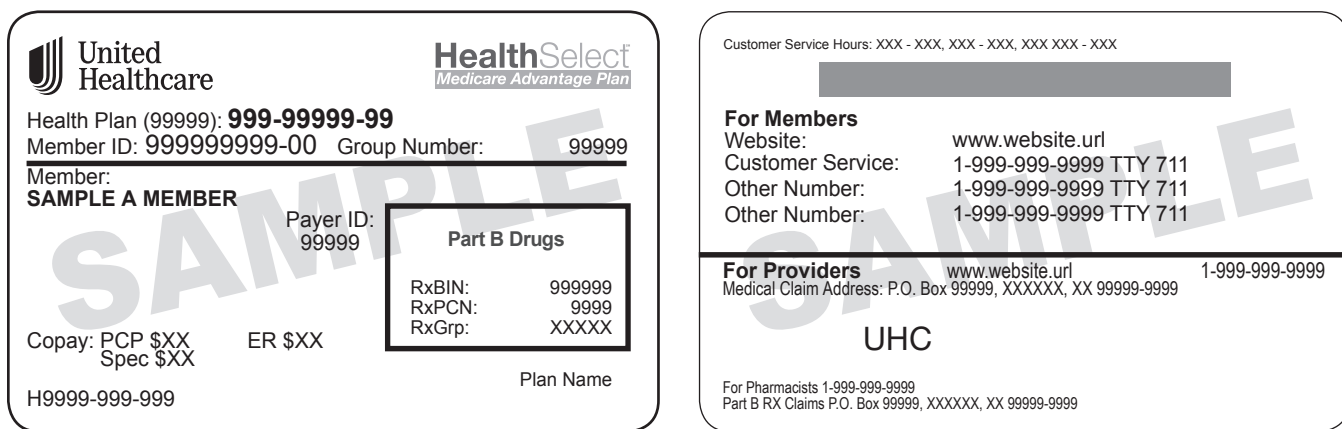 United
Healthcare
HealthSelect
Medicare Advantage Plan
Health Plan (99999): 999-99999-99
Member ID: 999999999-00 Group Number: 99999
Member:
SAMPLE A MEMBER
Payer ID:
99999
Part B Drugs
RxBIN: 999999
RxPCN: 9999
RxGrp: XXXXX
Copay: PCP $XX ER $XX
Spec $XX
Plan Name
H9999-999-999
SAMPLE
Customer Service Hours: XXX - XXX, XXX - XXX, XXX XXX - XXX
For Members
Website: www.website.url
Customer Service: 1-999-999-9999 TTY 711
Other Number: 1-999-999-9999 TTY 711
Other Number: 1-999-999-9999 TTY 711
For Providers www.website.url 1-999-999-9999
Medical Claim Address: P.O. Box 99999, XXXXXX, XX 99999-9999
UHC
For Pharmacists 1-999-999-9999
Part B RX Claims P.O. Box 99999, XXXXXX, XX 99999-9999
SAMPLE